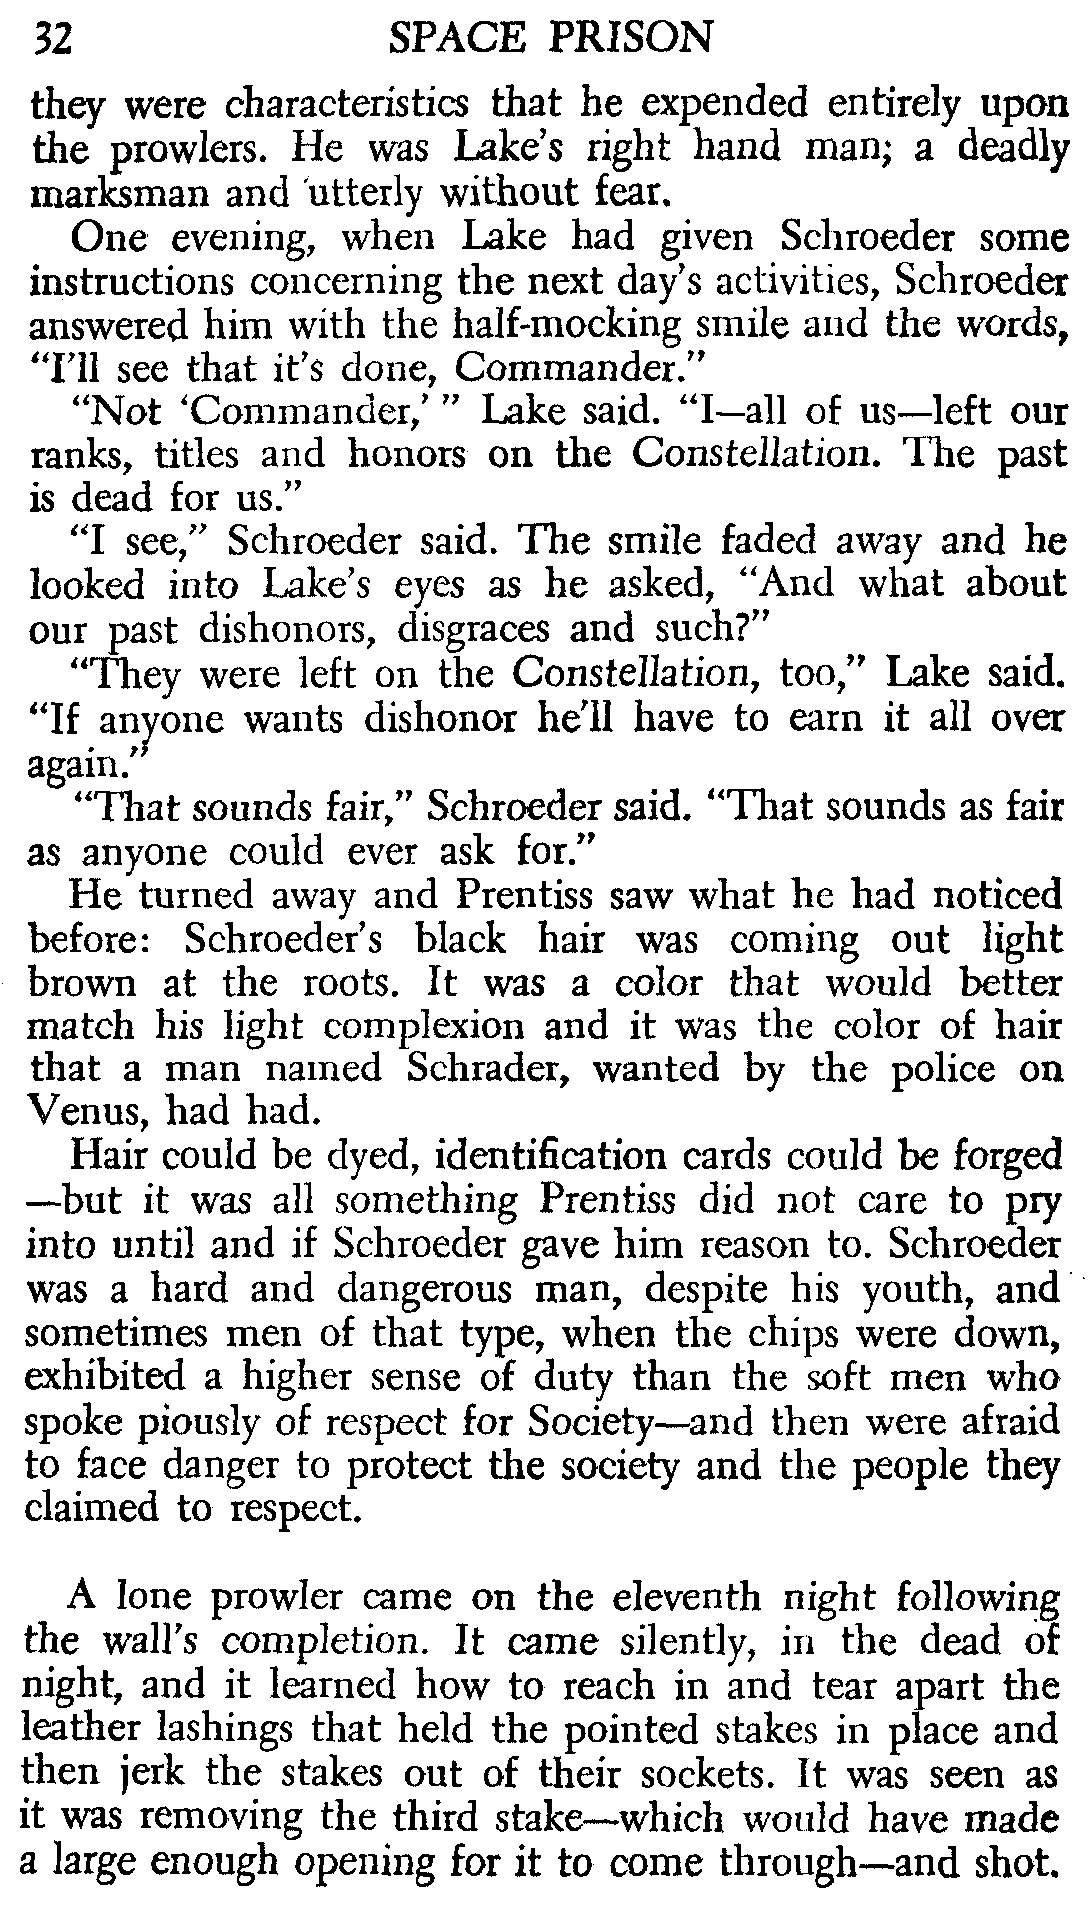 32 SPACE PRISON
they were characteristics that he expended entirely upon
the prowlers. He was Lake's right hand man; a deadly
marksman and utterly without fear.
One evening, when Lake had given Schroeder some
instructions concerning the next day's activities, Schroeder
answered him with the half-mocking smile and the words,
“I'll see that it's done, Commander.”
“Not ‘Commander,’ ” Lake said. “I—all of us—left our
ranks, titles and honors on the Constellation. The past
is dead for us.”
“I see,” Schroeder said. The smile faded away and he
looked into Lake's eyes as he asked, “And what about
our past dishonors, disgraces and such?”
“They were left on the Constellation, too,” Lake said.
“If anyone wants dishonor he'll have to earn it all over
again.”
“That sounds fair,” Schroeder said. “That sounds as fair
as anyone could ever ask for.”
He turned away and Prentiss saw what he had noticed
before: Schroeder's black hair was coming out light
brown at the roots. It was a color that would better
match his light complexion and it was the color of hair
that a man named Schrader, wanted by the police on
Venus, had had.
Hair could be dyed, identification cards could be forged
—but it was all something Prentiss did not care to pry
into until and if Schroeder gave him reason to. Schroeder
was a hard and dangerous man, despite his youth, and
sometimes men of that type, when the chips were down,
exhibited a higher sense of duty than the soft men who
spoke piously of respect for Society—and then were afraid
to face danger to protect the society and the people they
claimed to respect.
A lone prowler came on the eleventh night following
the wall's completion. It came silently, in the dead of
night, and it learned how to reach in and tear apart the
leather lashings that held the pointed stakes in place and
then jerk the stakes out of their sockets. It was seen as
it was removing the third stake—which would have made
a large enough opening for it to come through—and shot.